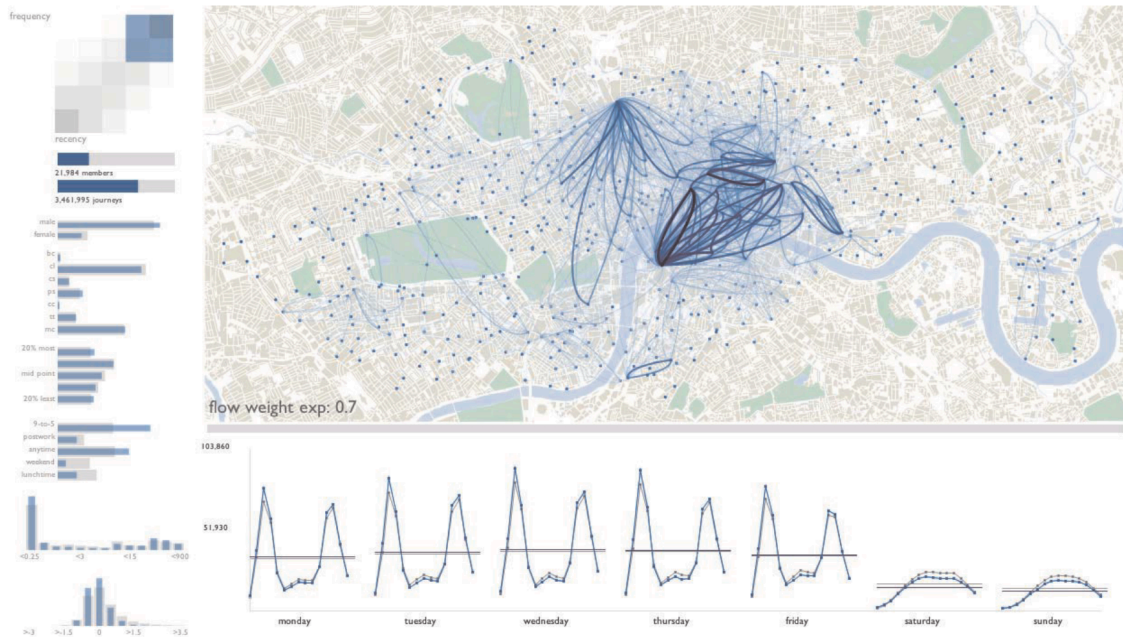 frequency
recency
21,984 members
3,461,995 journeys
male
female
bc
cl
cs
ps
cc
tt
mc
20% most
mid point
20% least
9-to-5
postwork
anytime
weekend
lunchtime
<0.25 <3 <15 <900
>-3 >-1.5 0 >1.5 >3.5
flow weight exp: 0.7
103,860
51,930
monday tuesday wednesday thursday friday saturday sunday